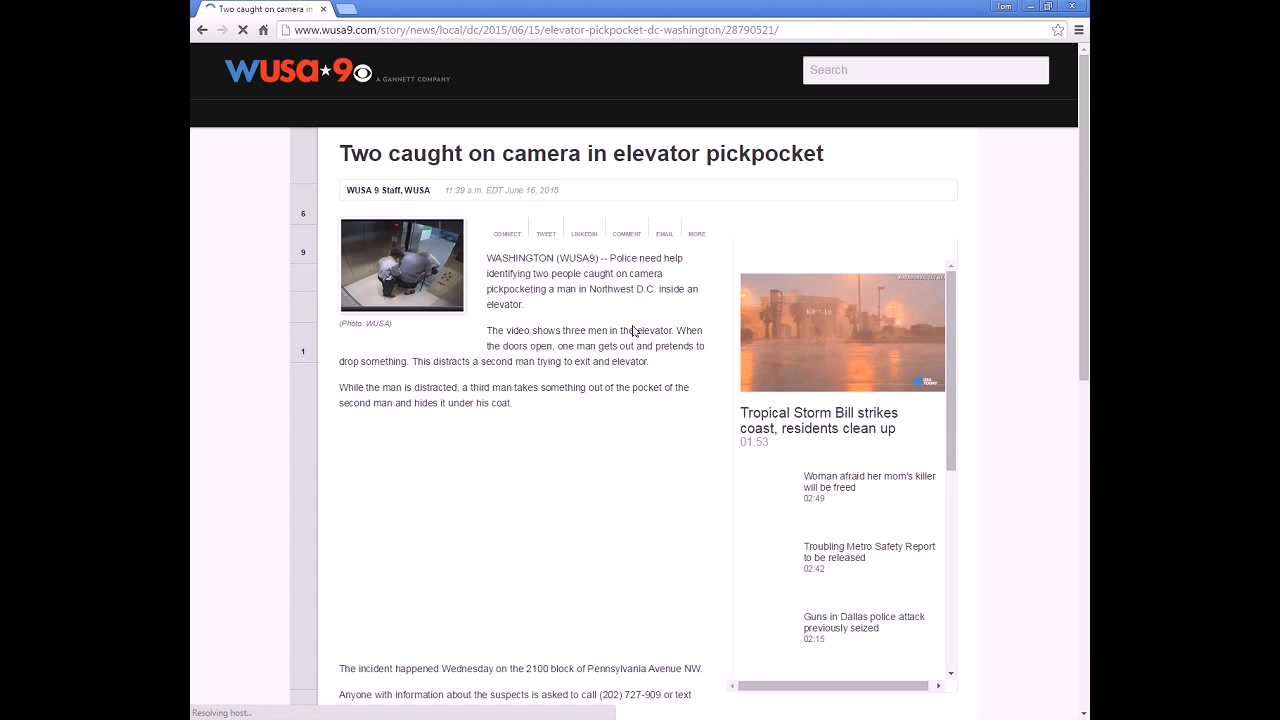 Two caught on camera in
Tom
www.wusa9.com/story/news/local/dc/2015/06/15/elevator-pickpocket-dc-washington/28790521/
WUSA 9 A GANNETT COMPANY
Search
Two caught on camera in elevator pickpocket
WUSA 9 Staff, WUSA 11:39 a.m. EDT June 16, 2015
6
9
1
CONNECT TWEET LINKEDIN COMMENT EMAIL MORE
(Photo: WUSA)
WASHINGTON (WUSA9) -- Police need help
identifying two people caught on camera
pickpocketing a man in Northwest D.C. inside an
elevator.
The video shows three men in the elevator. When
the doors open, one man gets out and pretends to
drop something. This distracts a second man trying to exit and elevator.
While the man is distracted, a third man takes something out of the pocket of the
second man and hides it under his coat.
The incident happened Wednesday on the 2100 block of Pennsylvania Avenue NW.
Anyone with information about the suspects is asked to call (202) 727-909 or text
KROGER
USA
TODAY
Tropical Storm Bill strikes
coast, residents clean up
01:53
Woman afraid her mom's killer
will be freed
02:49
Troubling Metro Safety Report
to be released
02:42
Guns in Dallas police attack
previously seized
02:15
Resolving host...